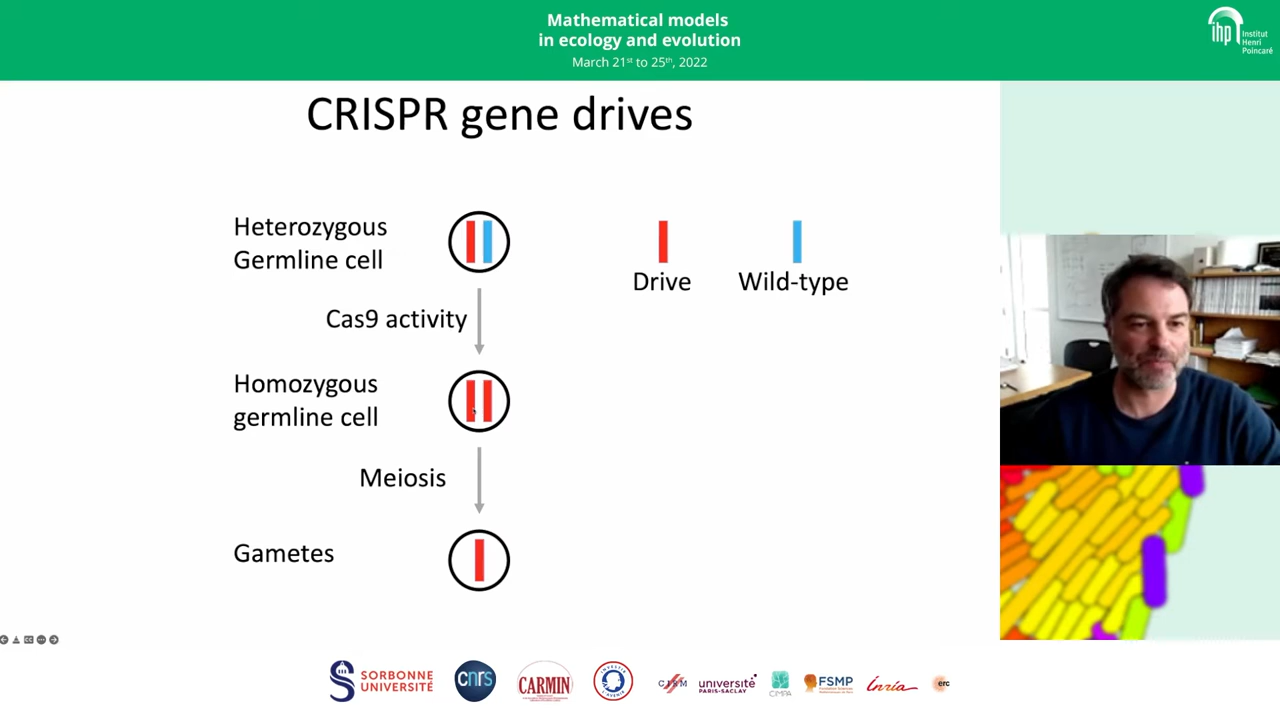 Mathematical models
in ecology and evolution
March 21st to 25th, 2022
ihp
Institut
Henri
Poincaré
CRISPR gene drives
Heterozygous
Germline cell
Drive
Wild-type
Cas9 activity
Homozygous
germline cell
Meiosis
Gametes
SORBONNE
UNIVERSITÉ
cnrs
CARMIN
CIRM
université
PARIS-SACLAY
CIMPA
FSMP
Inria
erc